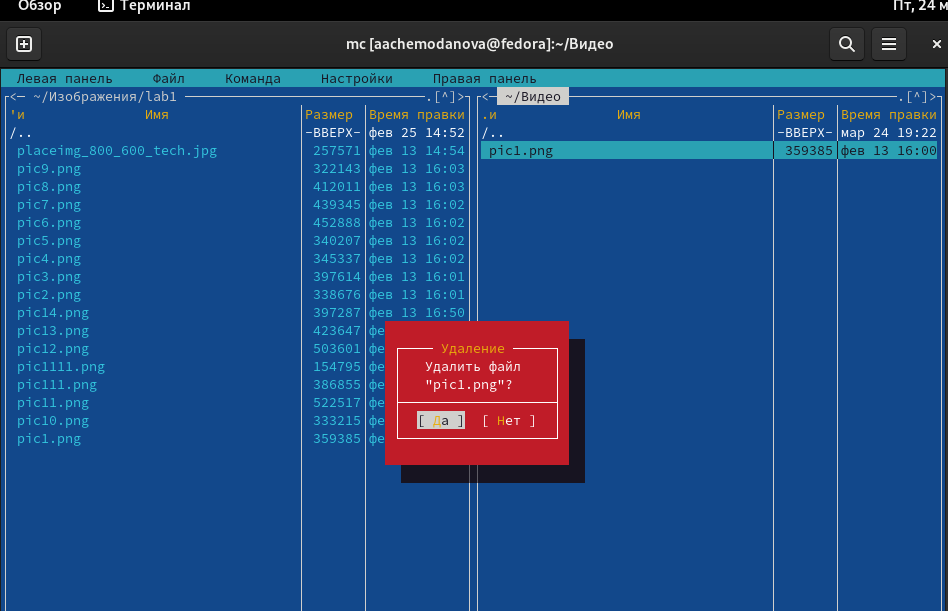 Обзор Терминал Пт, 24 м
mc [aachemodanova@fedora]:~/Видео
Левая панель Файл Команда Настройки Правая панель
<— ~/Изображения/lab1 .[^]> <— ~/Видео .[^]>
'и Имя Размер Время правки .и Имя Размер Время правки
/.. -ВВЕРХ- фев 25 14:52 /.. -ВВЕРХ- мар 24 19:22
placeimg_800_600_tech.jpg 257571 фев 13 14:54 pic1.png 359385 фев 13 16:00
pic9.png 322143 фев 13 16:03
pic8.png 412011 фев 13 16:03
pic7.png 439345 фев 13 16:02
pic6.png 452888 фев 13 16:02
pic5.png 340207 фев 13 16:02
pic4.png 345337 фев 13 16:02
pic3.png 397614 фев 13 16:01
pic2.png 338676 фев 13 16:01
pic14.png 397287 фев 13 16:50
pic13.png 423647 фе
pic12.png 503601 фе Удаление
pic1111.png 154795 фе Удалить файл
pic111.png 386855 фе "pic1.png"?
pic11.png 522517 фе
pic10.png 333215 фе [ Да ] [ Нет ]
pic1.png 359385 фе